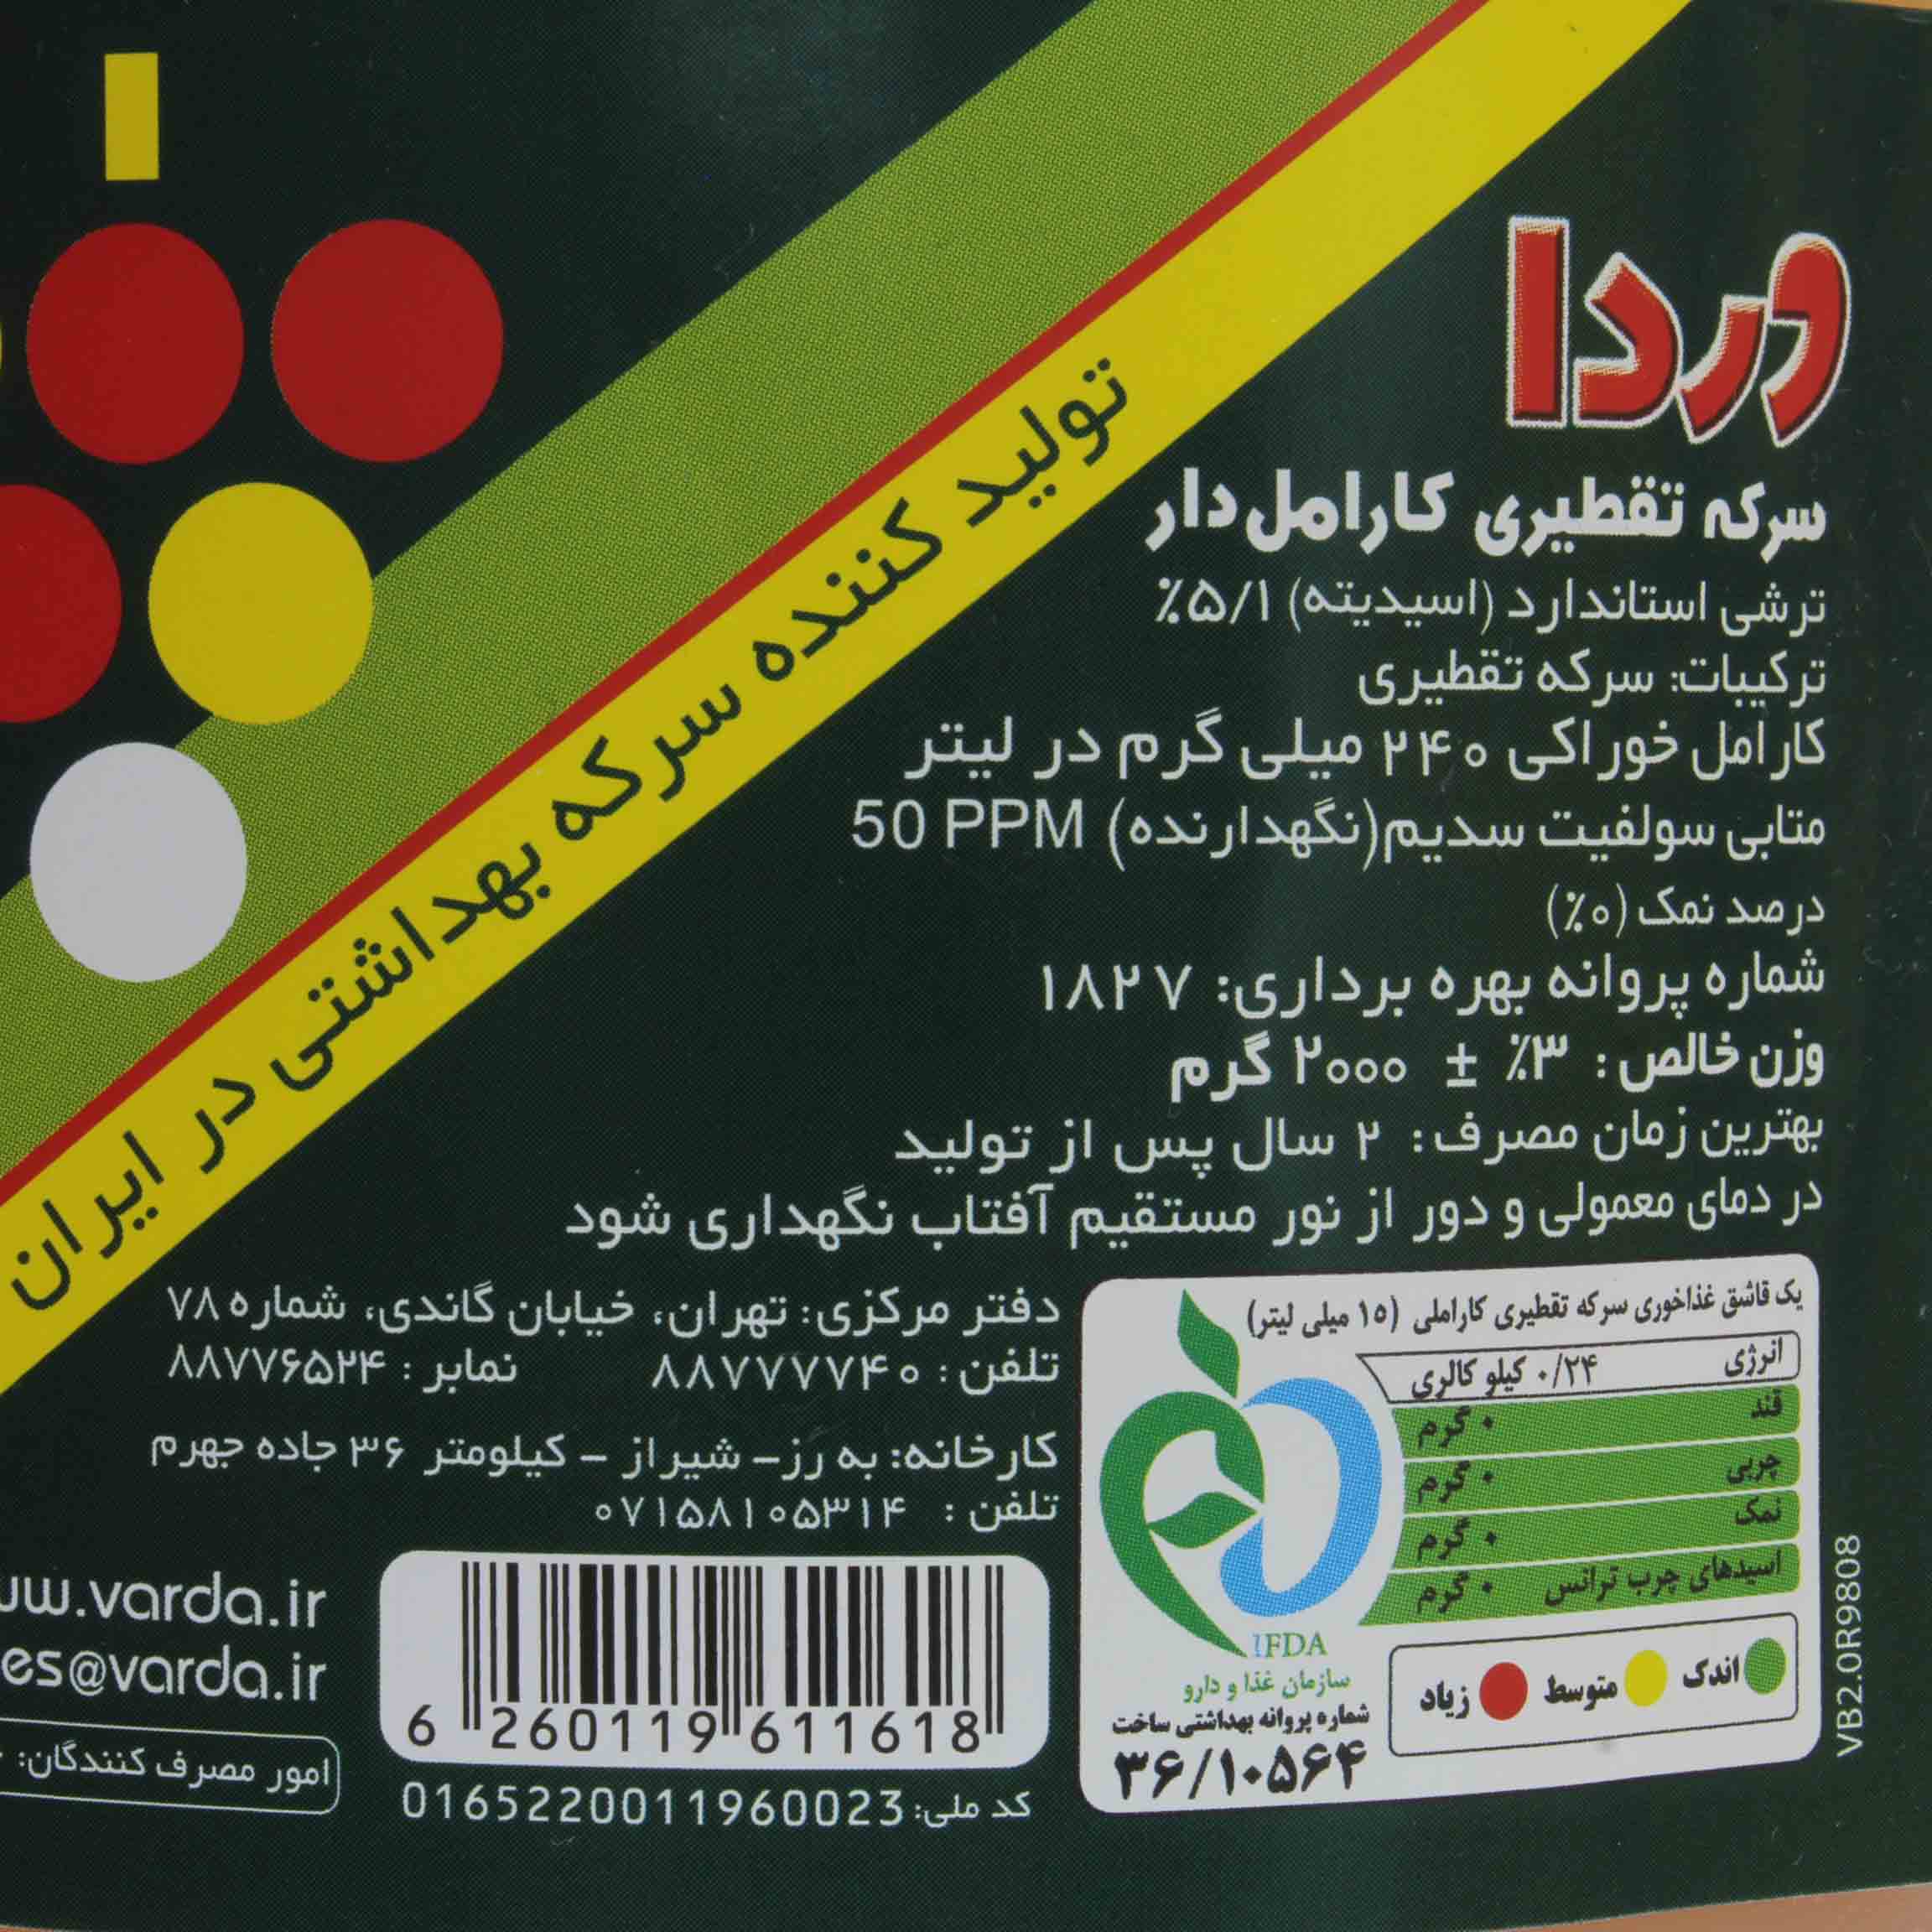 وردا
سرکه تقطیری کارامل‌دار
ترشی استاندارد (اسیدیته) ۵/۱٪
ترکیبات: سرکه تقطیری
کارامل خوراکی ۲۴۰ میلی گرم در لیتر
متابی سولفیت سدیم(نگهدارنده) 50 PPM
درصد نمک (۰٪)
شماره پروانه بهره برداری: ۱۸۲۷
وزن خالص: ۳٪ ± ۲۰۰۰ گرم
بهترین زمان مصرف: ۲ سال پس از تولید
در دمای معمولی و دور از نور مستقیم آفتاب نگهداری شود
تولید کننده سرکه بهداشتی در ایران
یک قاشق غذاخوری سرکه تقطیری کاراملی (۱۵ میلی لیتر)
انرژی ۰/۲۴ کیلو کالری
قند ۰ گرم
چربی ۰ گرم
نمک ۰ گرم
اسیدهای چرب ترانس ۰ گرم
اندک متوسط زیاد
IFDA
سازمان غذا و دارو
شماره پروانه بهداشتی ساخت
۳۶/۱۰۵۶۴
دفتر مرکزی: تهران، خیابان گاندی، شماره ۷۸
تلفن: ۸۸۷۷۷۷۴۰ نمابر: ۸۸۷۷۶۵۲۴
کارخانه: به رز- شیراز - کیلومتر ۳۶ جاده جهرم
تلفن: ۰۷۱۵۸۱۰۵۳۱۴
6 260119 611618
کد ملی: 0165220011960023
w.varda.ir
es@varda.ir
امور مصرف کنندگان:
VB2.0R9808